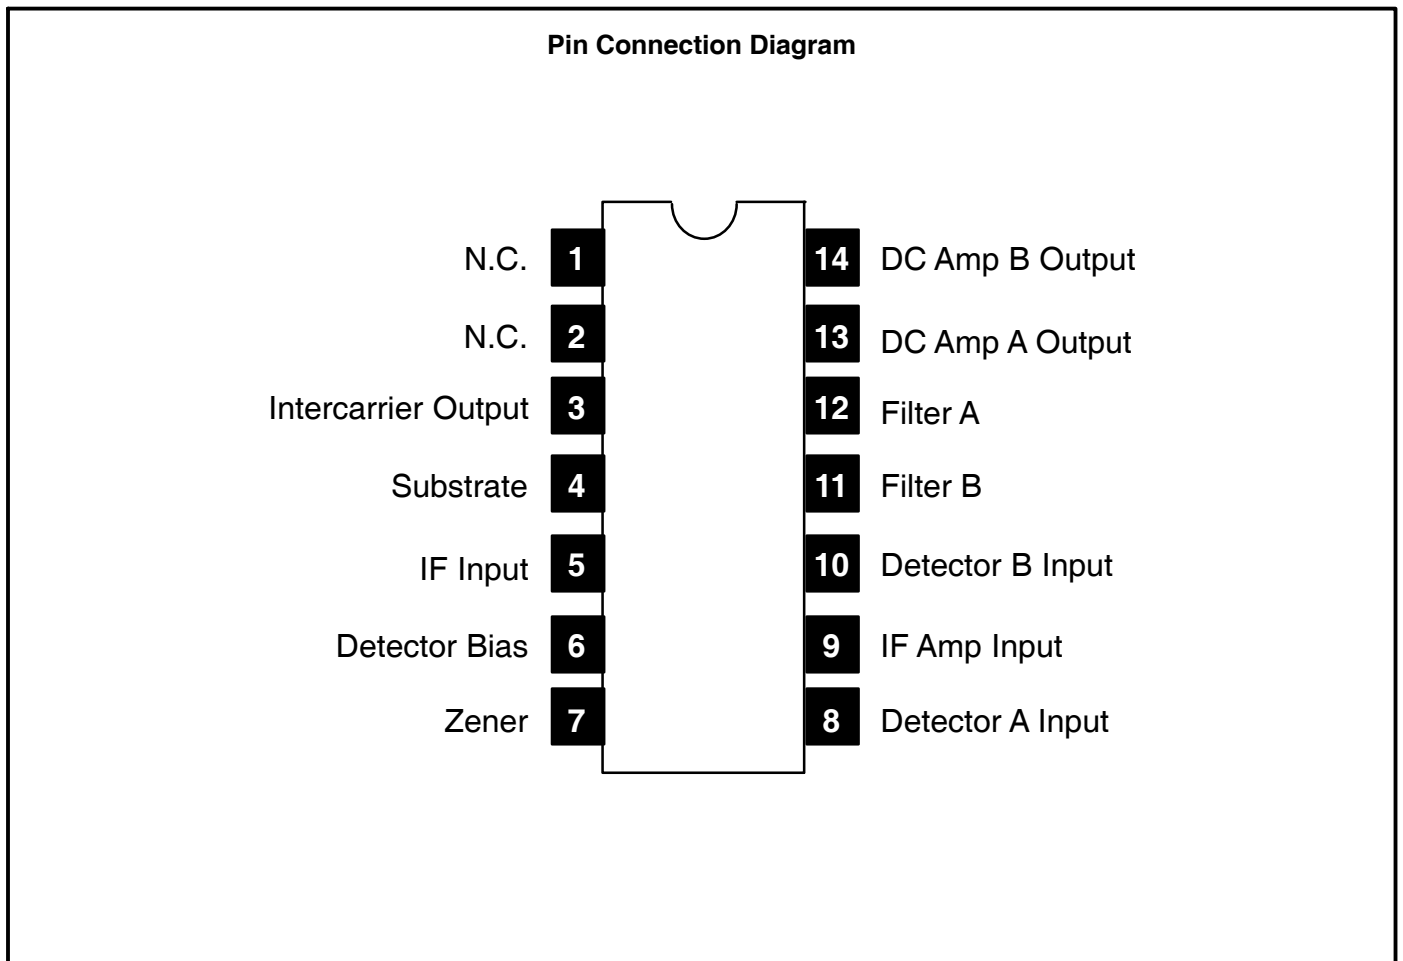 Pin Connection Diagram
N.C. 1 14 DC Amp B Output
N.C. 2 13 DC Amp A Output
Intercarrier Output 3 12 Filter A
Substrate 4 11 Filter B
IF Input 5 10 Detector B Input
Detector Bias 6 9 IF Amp Input
Zener 7 8 Detector A Input